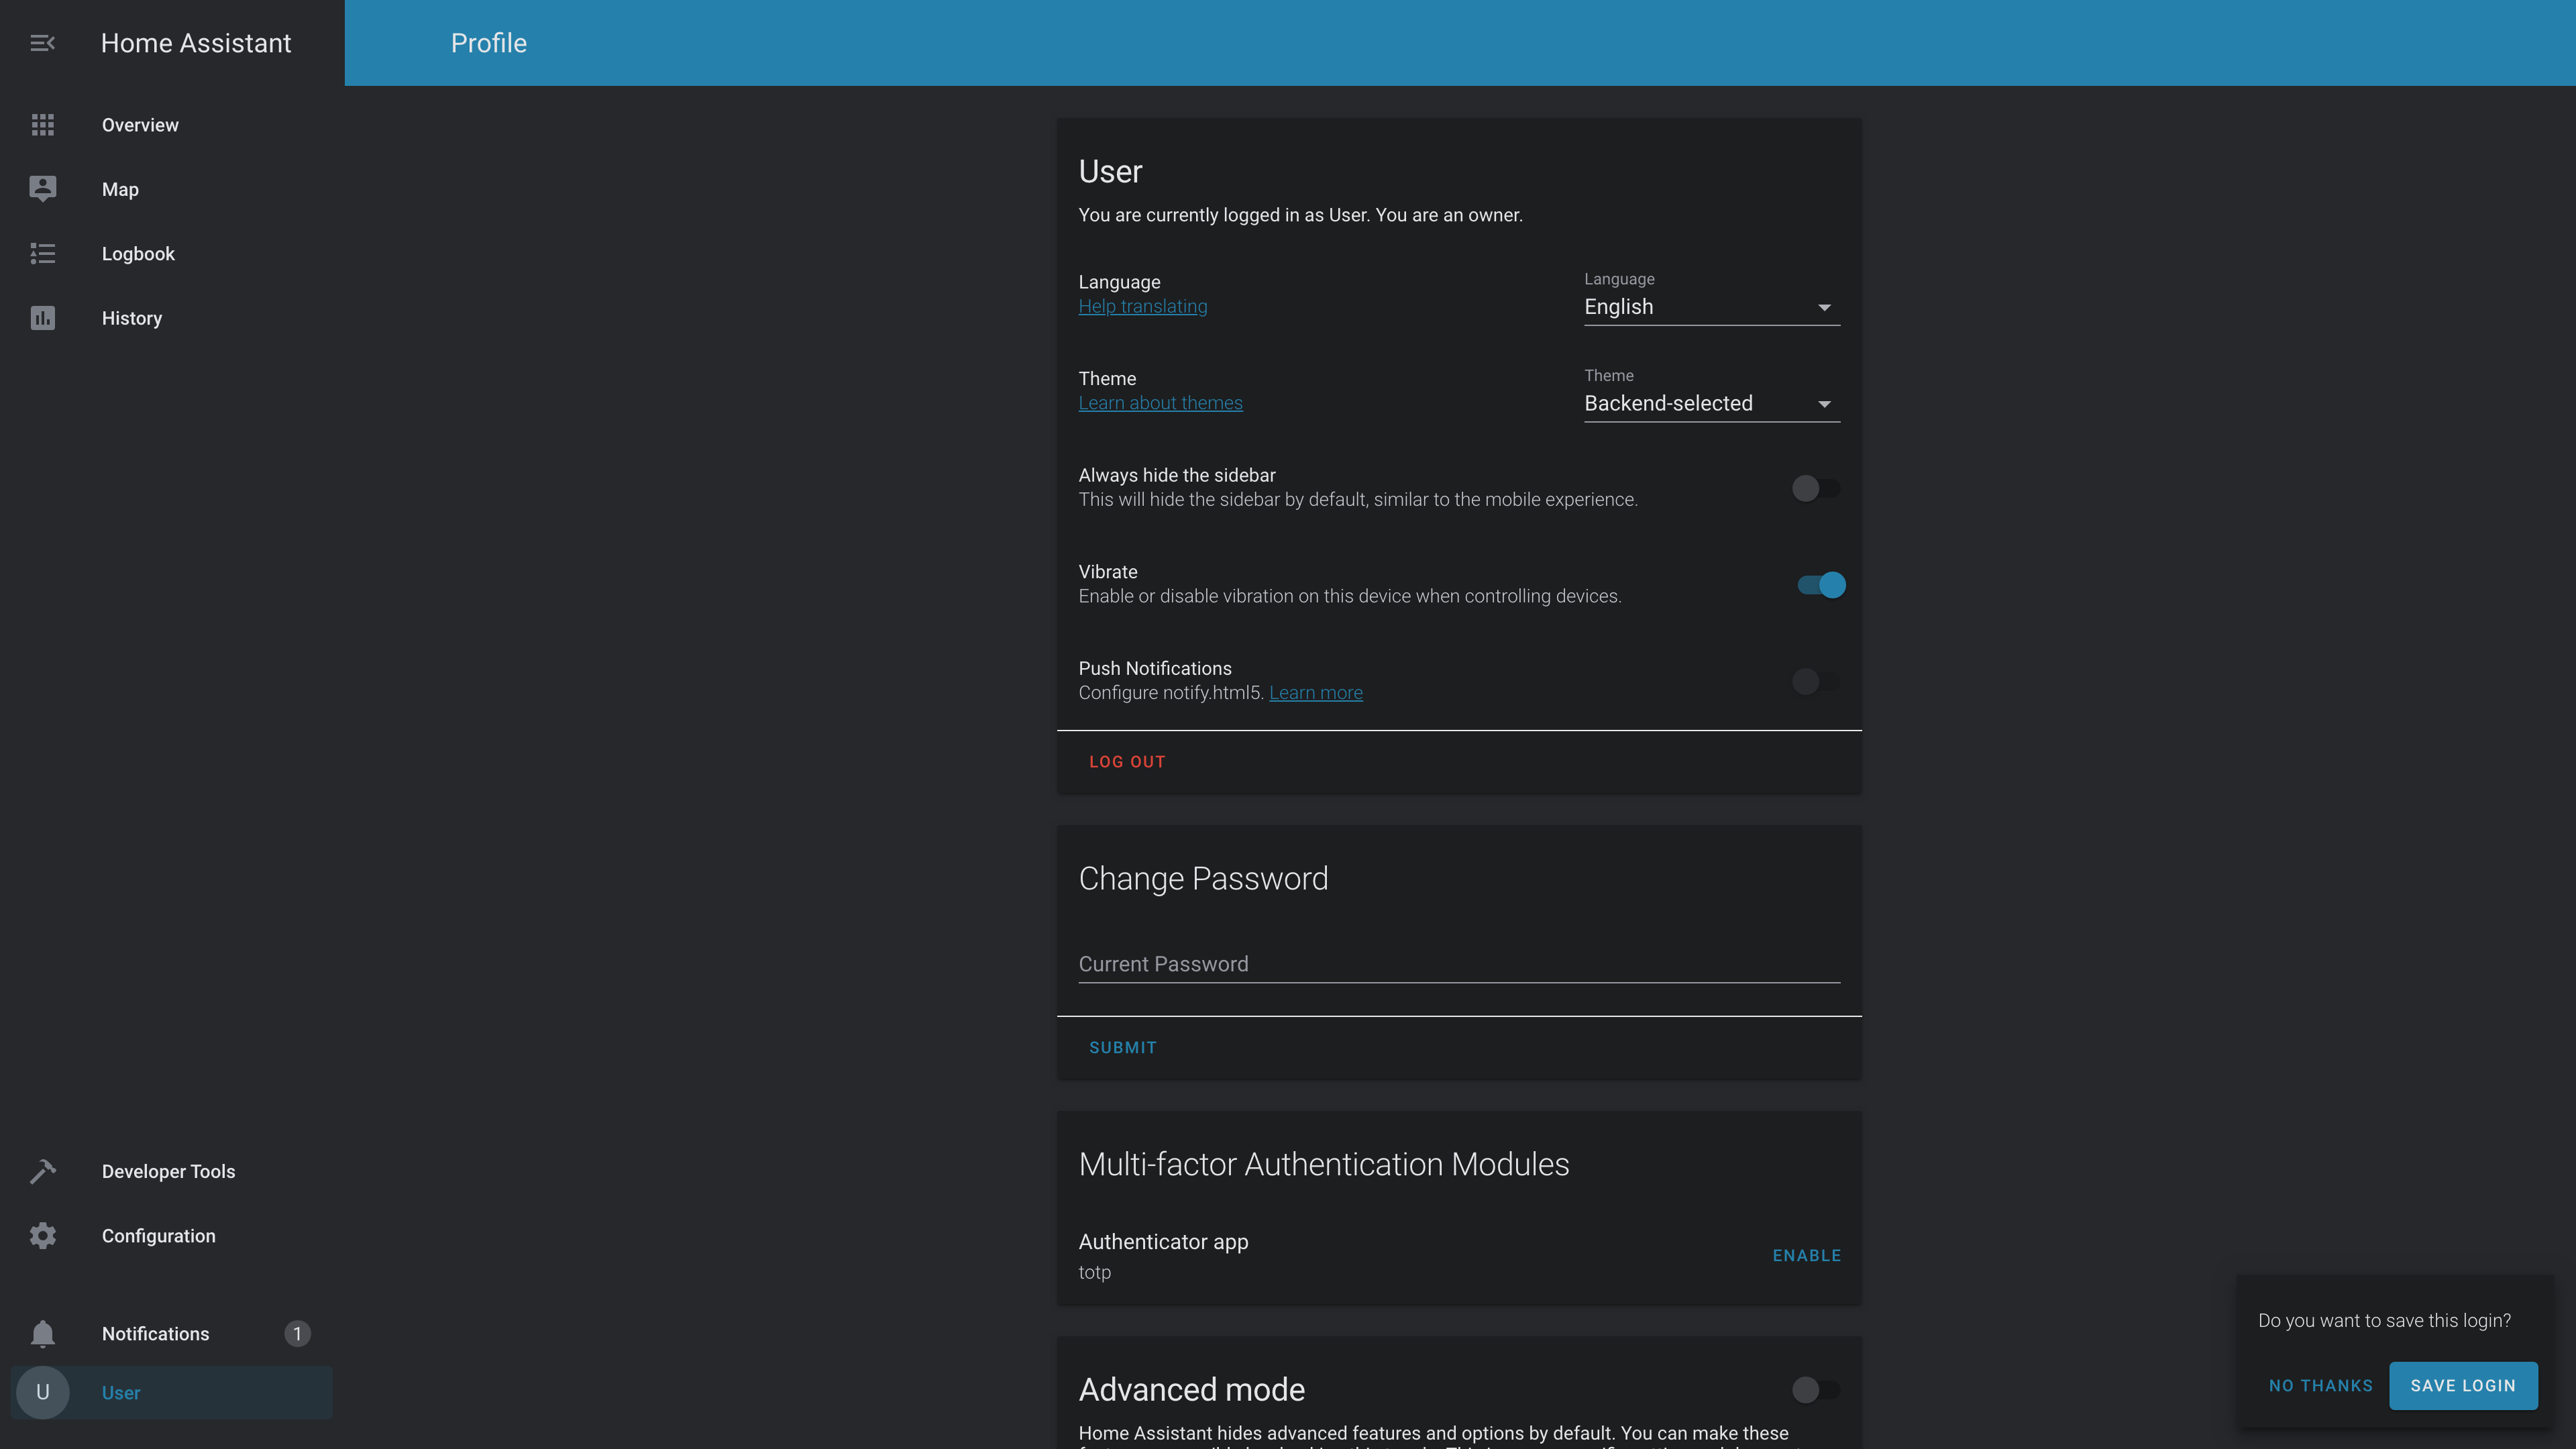 Home Assistant
Profile
Overview
Map
Logbook
History
Developer Tools
Configuration
Notifications
1
U
User
User
You are currently logged in as User. You are an owner.
Language
Help translating
Language
English
Theme
Learn about themes
Theme
Backend-selected
Always hide the sidebar
This will hide the sidebar by default, similar to the mobile experience.
Vibrate
Enable or disable vibration on this device when controlling devices.
Push Notifications
Configure notify.html5. Learn more
LOG OUT
Change Password
Current Password
SUBMIT
Multi-factor Authentication Modules
Authenticator app
totp
ENABLE
Advanced mode
Home Assistant hides advanced features and options by default. You can make these
Do you want to save this login?
NO THANKS
SAVE LOGIN